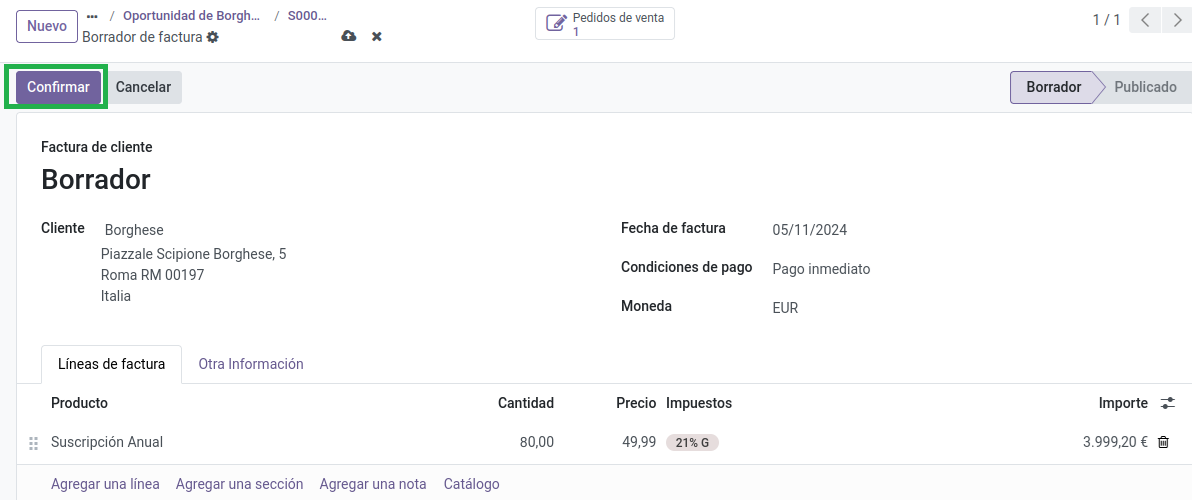 Nuevo
... / Oportunidad de Borgh... / S000...
Borrador de factura
Pedidos de venta
1
1 / 1
Confirmar
Cancelar
Borrador
Publicado
Factura de cliente
Borrador
Cliente Borghese
Piazzale Scipione Borghese, 5
Roma RM 00197
Italia
Fecha de factura 05/11/2024
Condiciones de pago Pago inmediato
Moneda EUR
Líneas de factura Otra Información
Producto Cantidad Precio Impuestos Importe
Suscripción Anual 80,00 49,99 21% G 3.999,20 €
Agregar una línea Agregar una sección Agregar una nota Catálogo